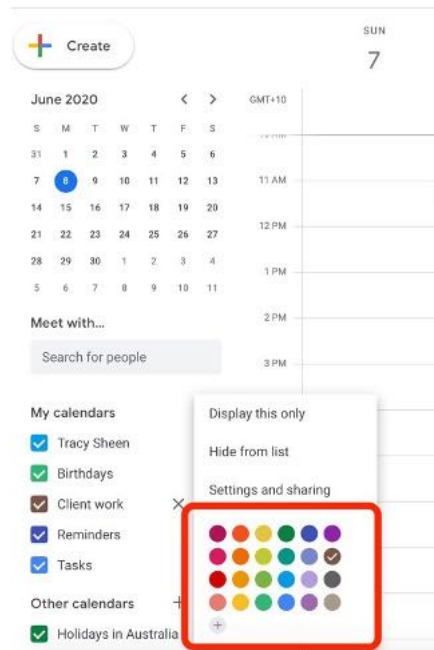 Create
SUN
7
June 2020
GMT+10
S M T W T F S
31 1 2 3 4 5 6
7 8 9 10 11 12 13
11 AM
14 15 16 17 18 19 20
21 22 23 24 25 26 27
12 PM
28 29 30 1 2 3 4
1 PM
5 6 7 8 9 10 11
Meet with...
2 PM
Search for people
3 PM
My calendars
Display this only
Tracy Sheen
Hide from list
Birthdays
Settings and sharing
Client work
Reminders
Tasks
Other calendars
Holidays in Australia